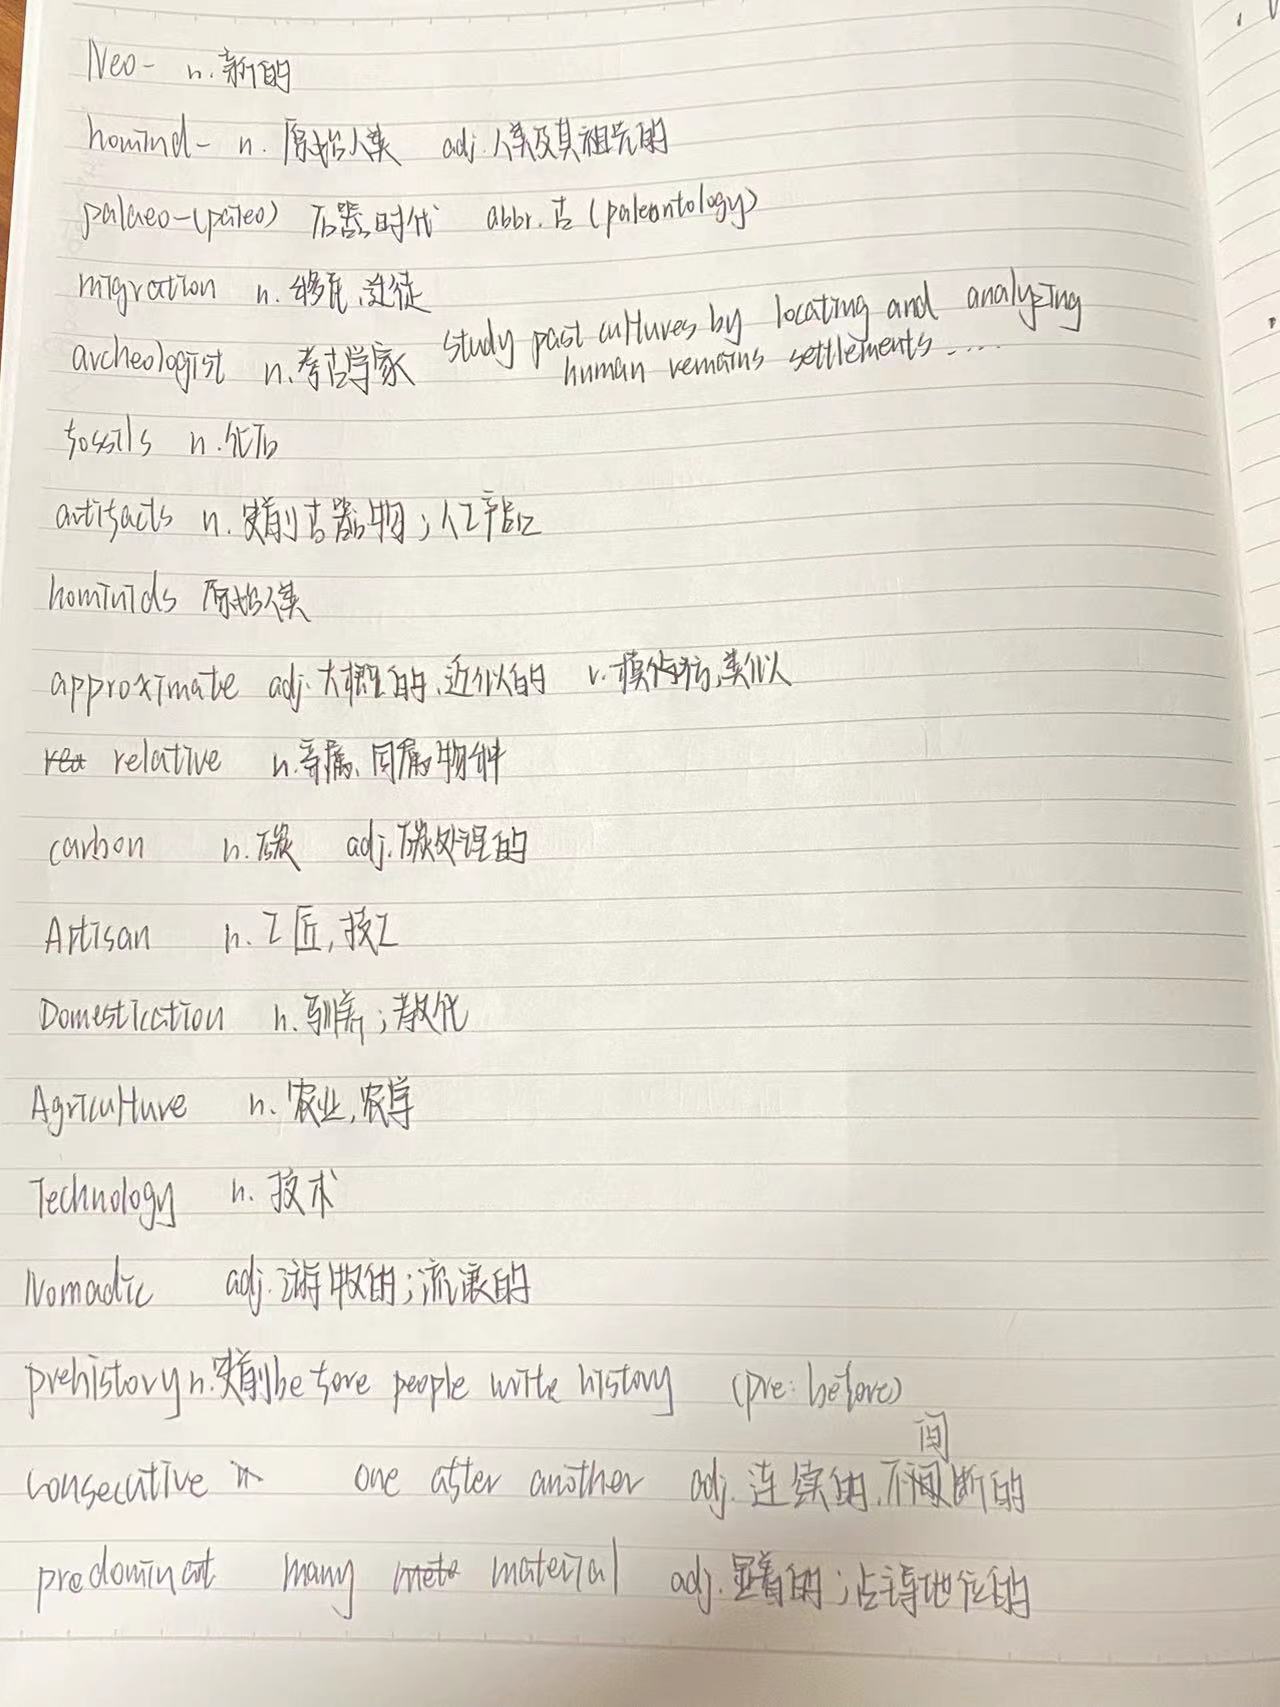 Neo- n. 新的
homind- n. 原始人类 adj. 人类及其祖先的
palaeo-(paleo) 石器时代 abbr. 古 (paleontology)
migration n. 移民、迁徒
archeologist n. 考古学家 study past cultures by locating and analyzing
human remains settlements .....
fossils n. 化石
artifacts n. 史前古器物；人工产品
hominids 原始人类
approximate adj. 大概的、近似的 v. 模仿,类似
relative n. 亲属、同属物种
carbon n. 碳 adj. 碳处理的
Artisan n. 工匠,技工
Domestication n. 驯养；教化
Agriculture n. 农业,农学
Technology n. 技术
Nomadic adj. 游牧的；流浪的
prehistory n. 史前 before people write history (pre: before)
间
consecutive one after another adj. 连续的、不间断的
predominant many material adj. 显着的；占主导地位的